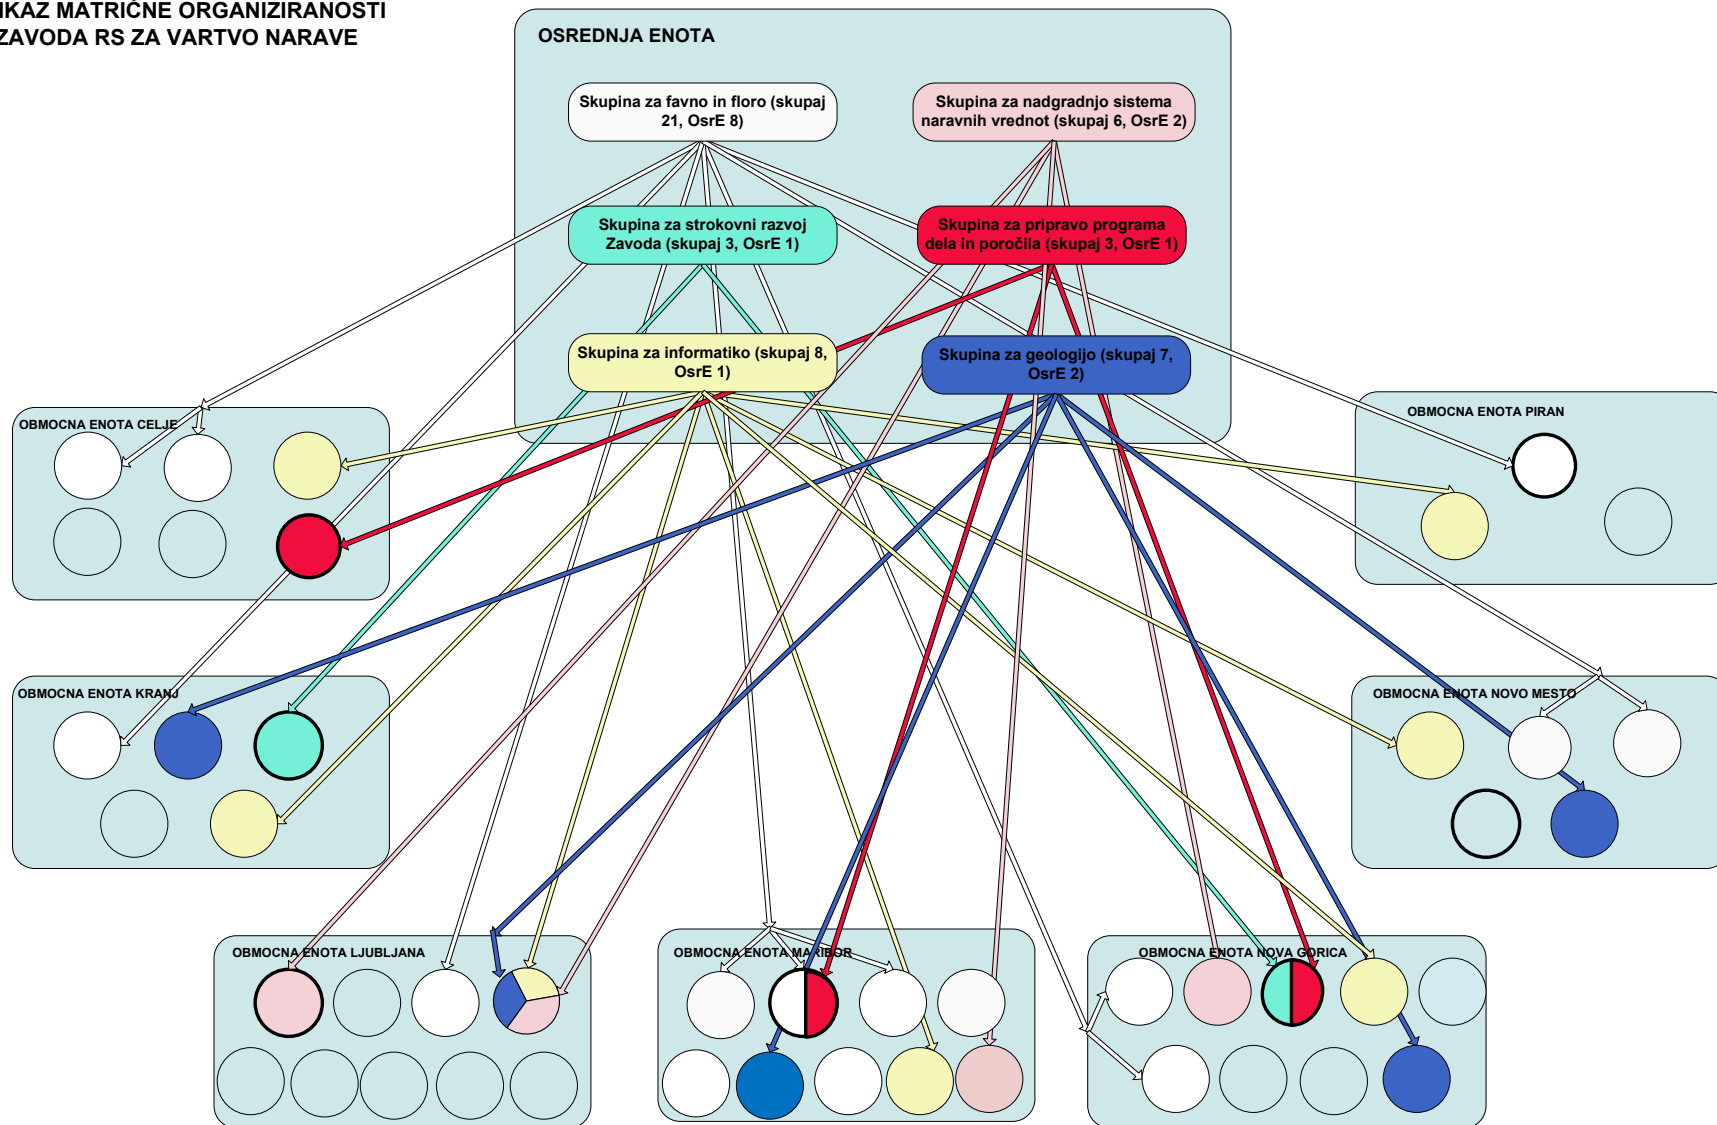 IKAZ MATRIČNE ORGANIZIRANOSTI
ZAVODA RS ZA VARTVO NARAVE
OSREDNJA ENOTA
Skupina za favno in floro (skupaj
21, OsrE 8)
Skupina za nadgradnjo sistema
naravnih vrednot (skupaj 6, OsrE 2)
Skupina za strokovni razvoj
Zavoda (skupaj 3, OsrE 1)
Skupina za pripravo programa
dela in poročila (skupaj 3, OsrE 1)
Skupina za informatiko (skupaj 8,
OsrE 1)
Skupina za geologijo (skupaj 7,
OsrE 2)
OBMOCNA ENOTA CELJE
OBMOCNA ENOTA PIRAN
OBMOCNA ENOTA KRANJ
OBMOCNA ENOTA NOVO MESTO
OBMOCNA ENOTA LJUBLJANA
OBMOCNA ENOTA MARIBOR
OBMOCNA ENOTA NOVA GORICA